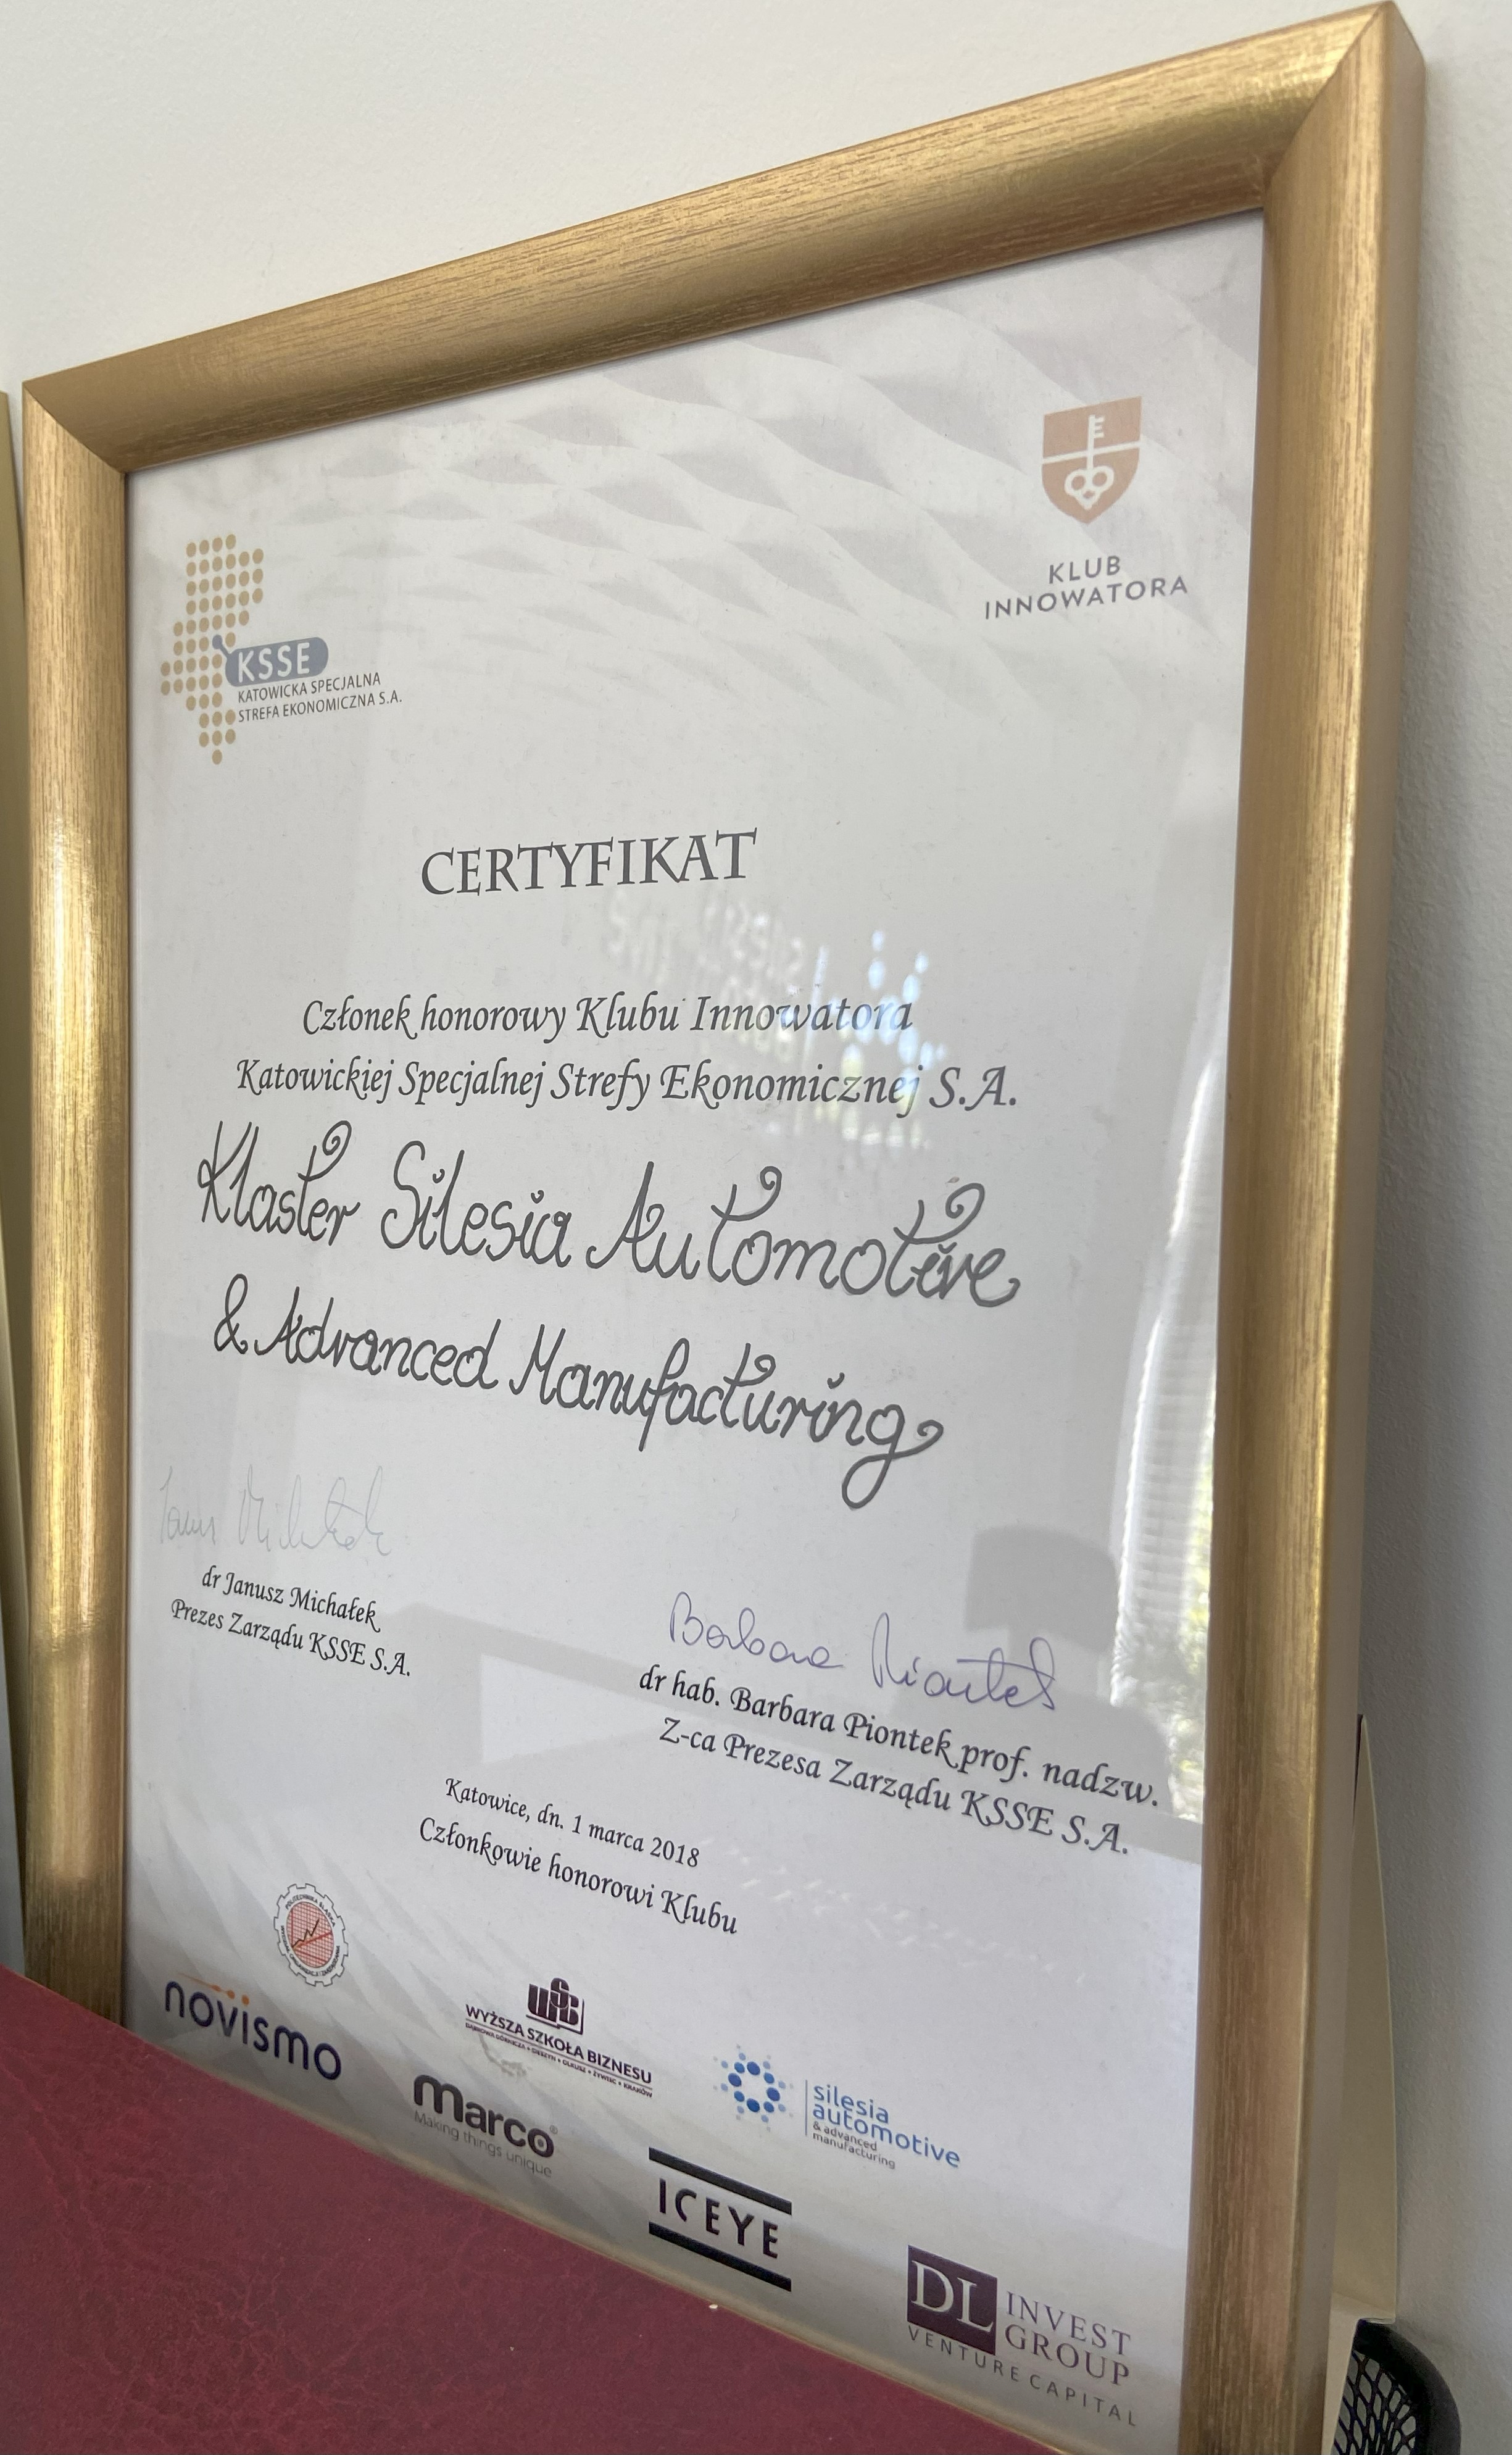 KLUB
INNOWATORA
KSSE
KATOWICKA SPECJALNA
STREFA EKONOMICZNA S.A.
CERTYFIKAT
Członek honorowy Klubu Innowatora
Katowickiej Specjalnej Strefy Ekonomicznej S.A.
Klaster Silesia Automotive
& Advanced Manufacturing
dr Janusz Michałek
Prezes Zarządu KSSE S.A.
Barbara Piontek
dr hab. Barbara Piontek prof. nadzw.
Z-ca Prezesa Zarządu KSSE S.A.
Katowice, dn. 1 marca 2018
Członkowie honorowi Klubu
novismo
WSB
WYŻSZA SZKOŁA BIZNESU
marco
Making things unique
silesia
automotive
& advanced
manufacturing
ICEYE
DL INVEST
GROUP
VENTURE CAPITAL